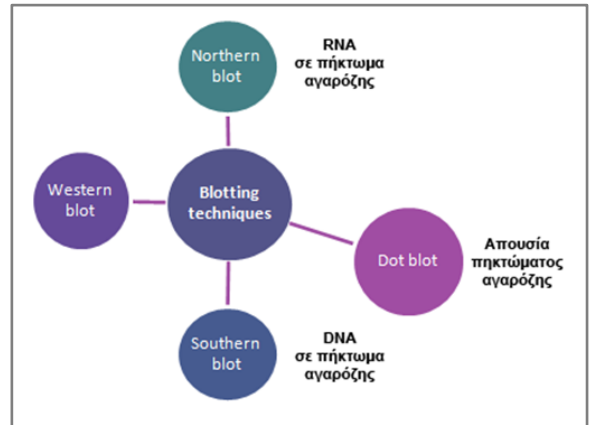 Northern
blot
RNA
σε πήκτωμα
αγαρόζης
Western
blot
Blotting
techniques
Dot blot
Απουσία
πηκτώματος
αγαρόζης
Southern
blot
DNA
σε πήκτωμα
αγαρόζης